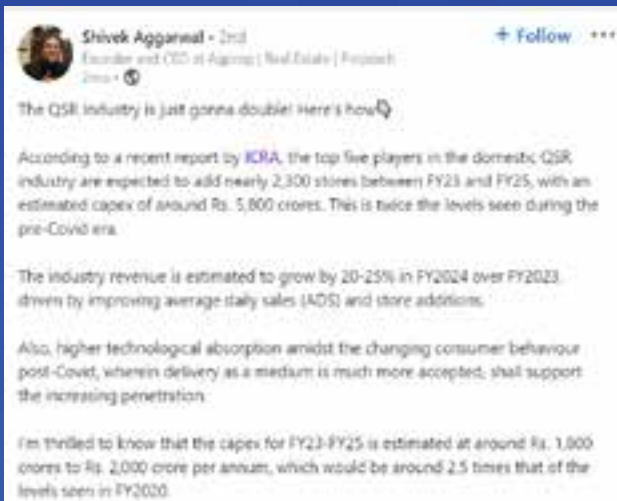 Shivek Aggarwal • 2nd
+ Follow
Founder and CEO at | Real Estate |
2mo •
The QSR Industry is just gonna double! Here's how
According to a recent report by ICRA, the top five players in the domestic QSR
industry are expected to add nearly 2,300 stores between FY23 and FY25, with an
estimated capex of around Rs. 5,800 crores. This is twice the levels seen during the
pre-Covid era.
The industry revenue is estimated to grow by 20-25% in FY2024 over FY2023,
driven by improving average daily sales (ADS) and store additions.
Also, higher technological absorption amidst the changing consumer behaviour
post-Covid, wherein delivery as a medium is much more accepted, shall support
the increasing penetration.
I'm thrilled to know that the capex for FY23-FY25 is estimated at around Rs.
crores to Rs. 2,000 crore per annum, which would be around 2.5 times that of the
levels seen in FY2020.